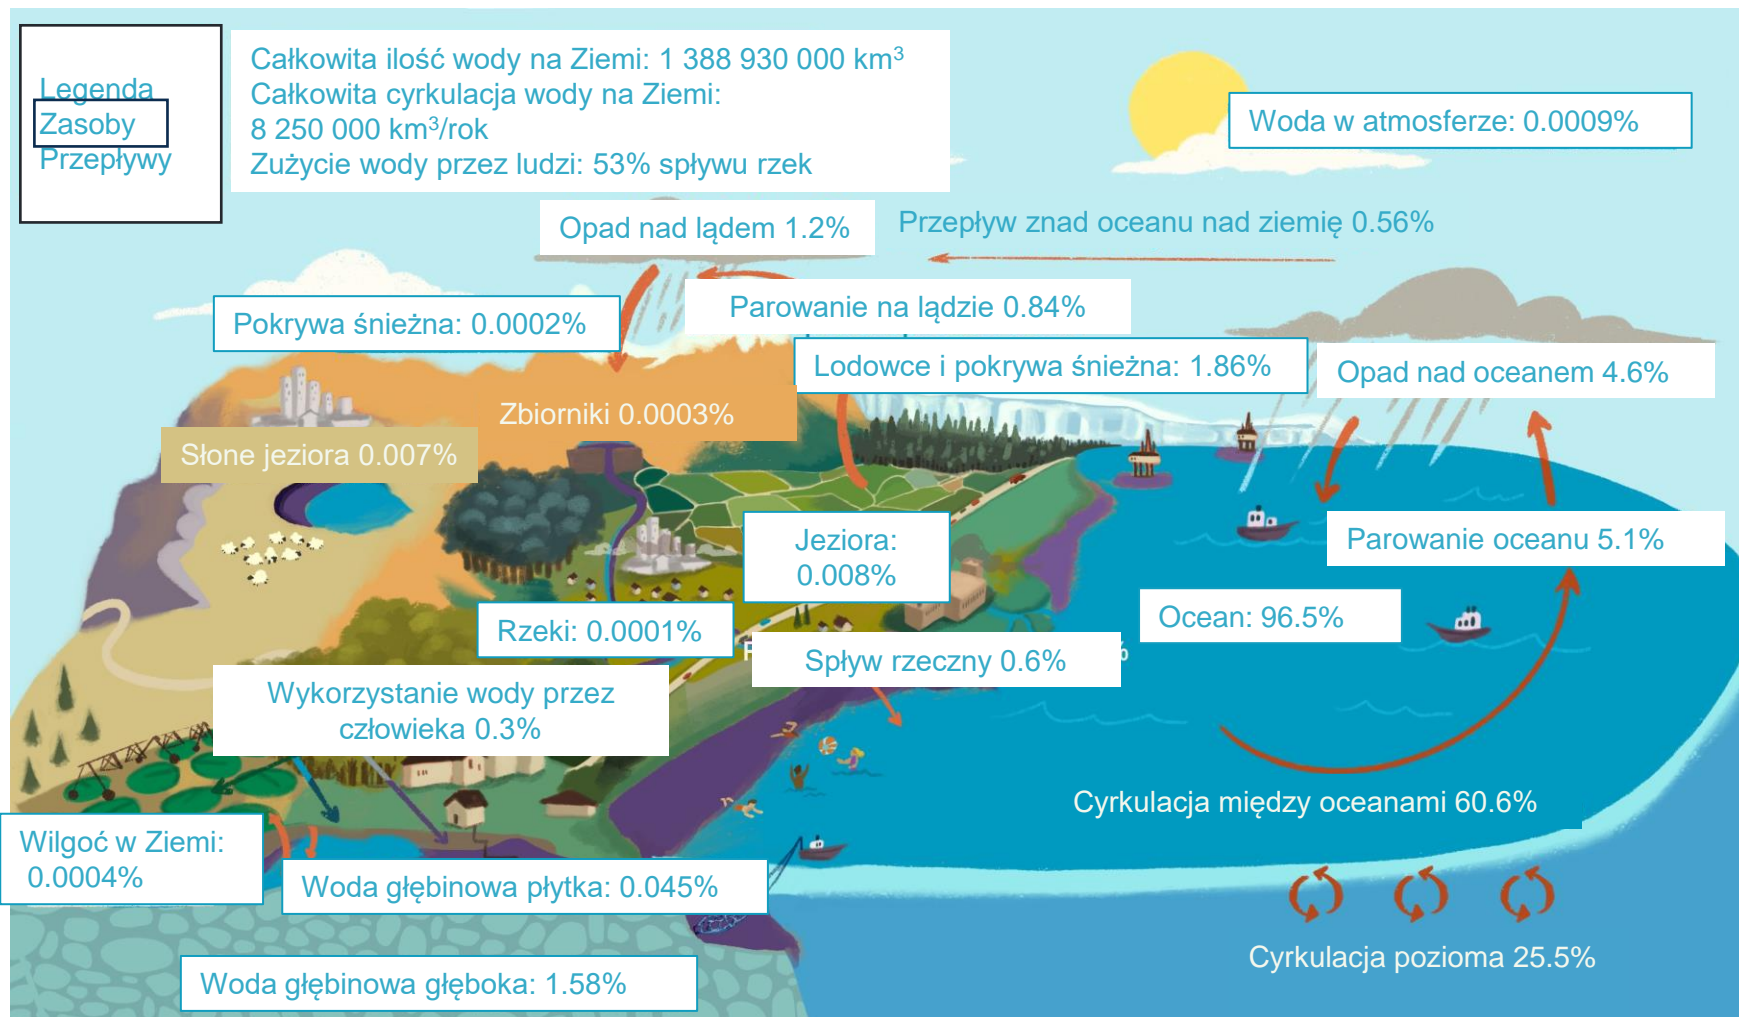 Legenda
Zasoby
Przepływy
Całkowita ilość wody na Ziemi: 1 388 930 000 km³
Całkowita cyrkulacja wody na Ziemi:
8 250 000 km³/rok
Zużycie wody przez ludzi: 53% spływu rzek
Woda w atmosferze: 0.0009%
Opad nad lądem 1.2%
Przepływ znad oceanu nad ziemię 0.56%
Parowanie na lądzie 0.84%
Pokrywa śnieżna: 0.0002%
Lodowce i pokrywa śnieżna: 1.86%
Opad nad oceanem 4.6%
Zbiorniki 0.0003%
Słone jeziora 0.007%
Jeziora:
0.008%
Parowanie oceanu 5.1%
Rzeki: 0.0001%
Ocean: 96.5%
Spływ rzeczny 0.6%
Wykorzystanie wody przez
człowieka 0.3%
Cyrkulacja między oceanami 60.6%
Wilgoć w Ziemi:
0.0004%
Woda głębinowa płytka: 0.045%
Cyrkulacja pozioma 25.5%
Woda głębinowa głęboka: 1.58%